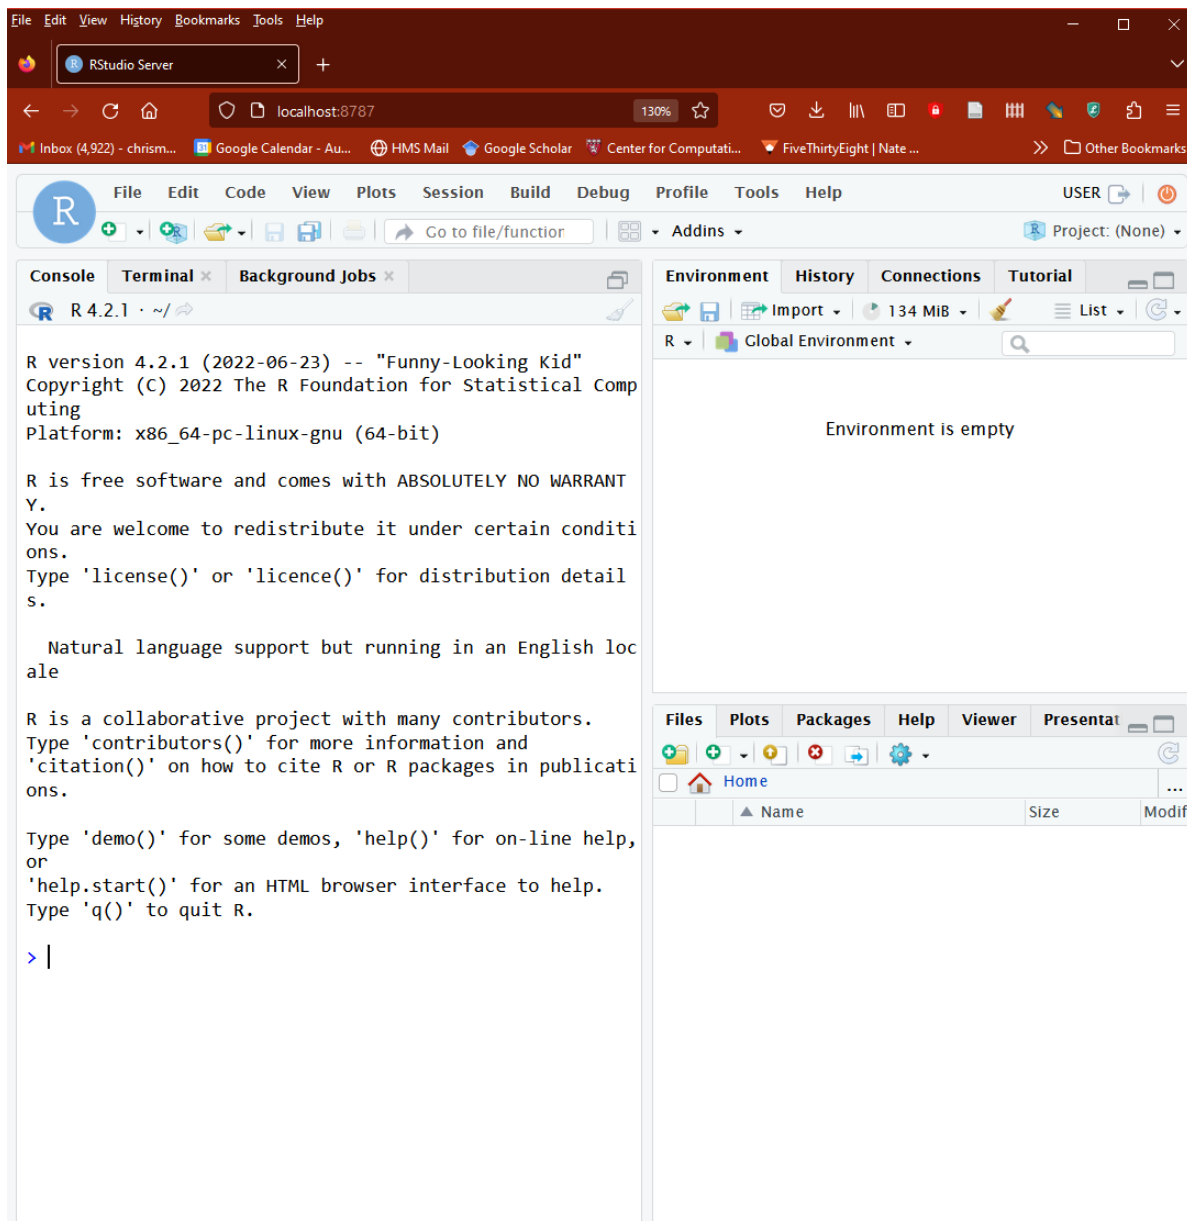 File Edit View History Bookmarks Tools Help
RStudio Server
localhost:8787 130%
Inbox (4,922) - chrism... Google Calendar - Au... HMS Mail Google Scholar Center for Computati... FiveThirtyEight | Nate ... Other Bookmarks
R File Edit Code View Plots Session Build Debug Profile Tools Help USER
Go to file/function Addins Project: (None)
Console Terminal Background Jobs
R 4.2.1 · ~/
R version 4.2.1 (2022-06-23) -- "Funny-Looking Kid"
Copyright (C) 2022 The R Foundation for Statistical Comp
uting
Platform: x86_64-pc-linux-gnu (64-bit)
R is free software and comes with ABSOLUTELY NO WARRANT
Y.
You are welcome to redistribute it under certain conditi
ons.
Type 'license()' or 'licence()' for distribution detail
s.
Natural language support but running in an English loc
ale
R is a collaborative project with many contributors.
Type 'contributors()' for more information and
'citation()' on how to cite R or R packages in publicati
ons.
Type 'demo()' for some demos, 'help()' for on-line help,
or
'help.start()' for an HTML browser interface to help.
Type 'q()' to quit R.
>
Environment History Connections Tutorial
Import 134 MiB List
R Global Environment
Environment is empty
Files Plots Packages Help Viewer Presentat
Home ...
Name Size Modif